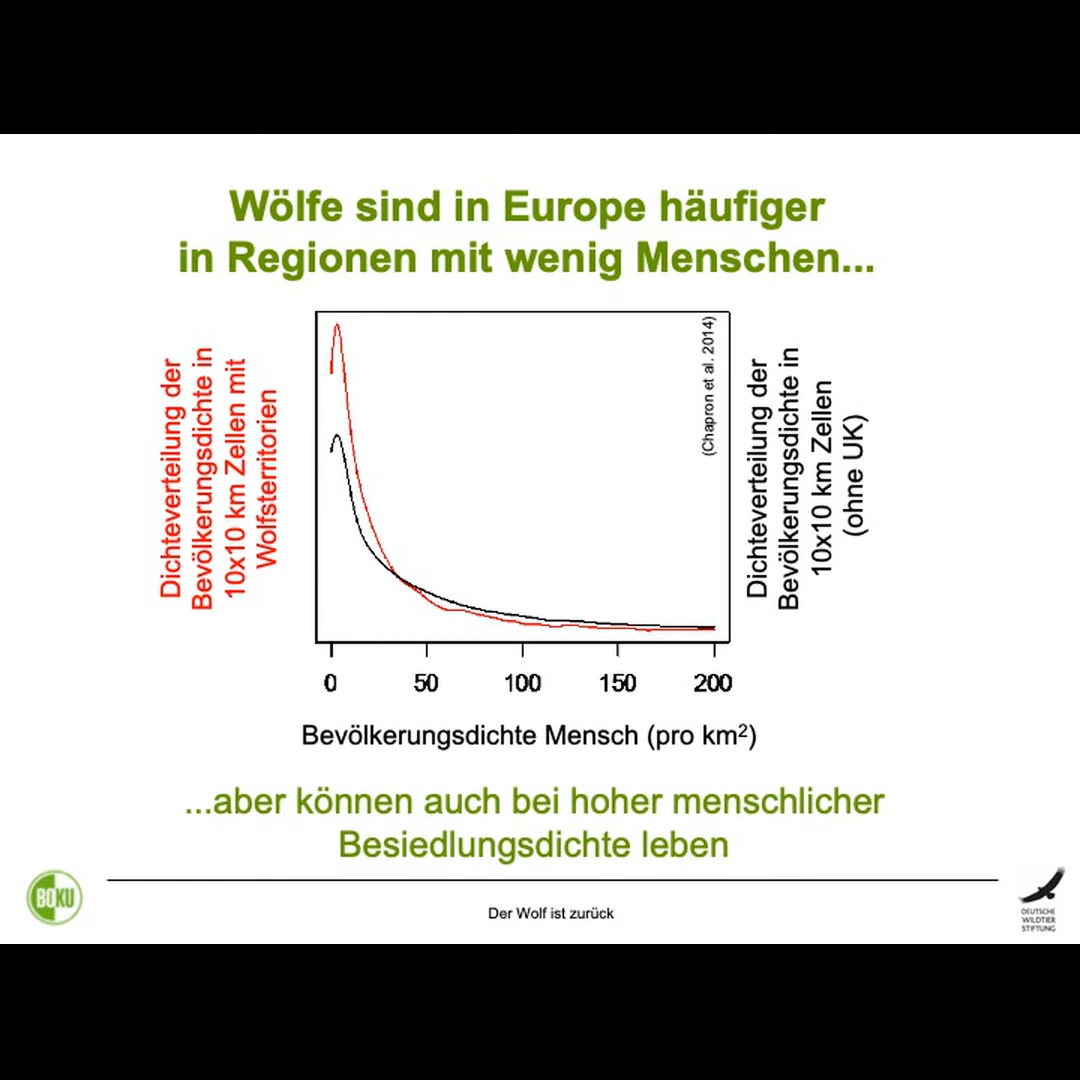 Wölfe sind in Europe häufiger
in Regionen mit wenig Menschen...
Dichteverteilung der
Bevölkerungsdichte in
10x10 km Zellen mit
Wolfsterritorien
(Chapron et al. 2014)
Dichteverteilung der
Bevölkerungsdichte in
10x10 km Zellen
(ohne UK)
0 50 100 150 200
Bevölkerungsdichte Mensch (pro km²)
...aber können auch bei hoher menschlicher
Besiedlungsdichte leben
BOKU
Der Wolf ist zurück
DEUTSCHE
WILDTIER
STIFTUNG